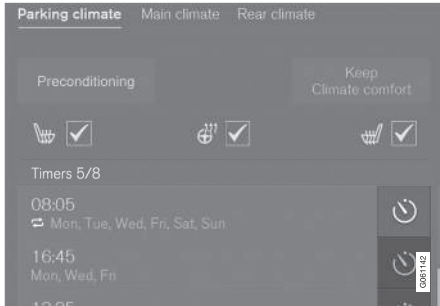 Parking climate Main climate Rear climate
Preconditioning
Keep
Climate comfort
Timers 5/8
08:05
Mon, Tue, Wed, Fri, Sat, Sun
16:45
Mon, Wed, Fri
G061142